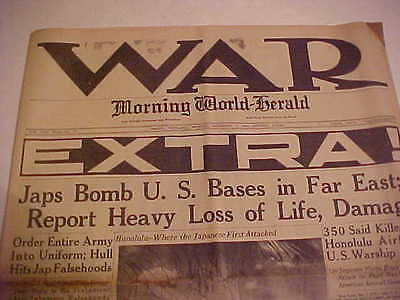 WAR
Morning World-Herald
EXTRA!
Japs Bomb U. S. Bases in Far East;
Report Heavy Loss of Life, Damag
Order Entire Army
Into Uniform; Hull
Hits Jap Falsehoods
Honolulu—Where the Japanese First Attacked
350 Said Kille
Honolulu Air
U.S. Warship